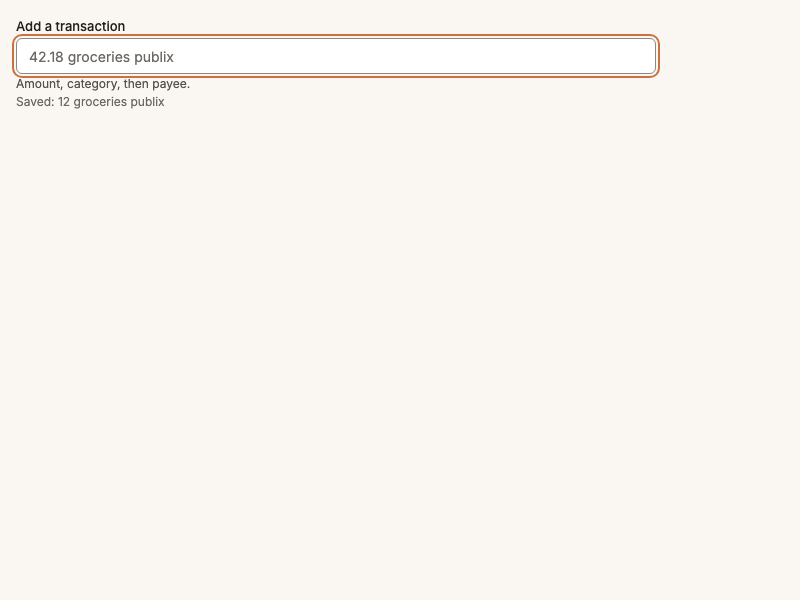 Add a transaction
42.18 groceries publix
Amount, category, then payee.
Saved: 12 groceries publix